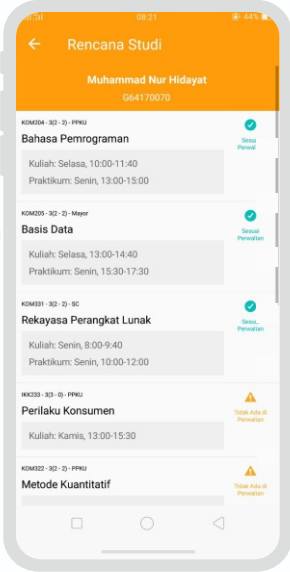 08:21
44%
Rencana Studi
Muhammad Nur Hidayat
G64170070
KOM204 - 3(2 - 2) - PPKU
Bahasa Pemrograman
Sesua
Perwal
Kuliah: Selasa, 10:00-11:40
Praktikum: Senin, 13:00-15:00
KOM205 - 3(2 - 2) - Mayor
Basis Data
Sesuai
Perwalian
Kuliah: Selasa, 13:00-14:40
Praktikum: Senin, 15:30-17:30
KOM331 - 3(2 - 2) - SC
Rekayasa Perangkat Lunak
Sesu...
Perwalian
Kuliah: Senin, 8:00-9:40
Praktikum: Senin, 10:00-12:00
IKK233 - 3(3 - 0) - PPKU
Perilaku Konsumen
Tidak Ada di
Perwalian
Kuliah: Kamis, 13:00-15:30
KOM322 - 3(2 - 2) - PPKU
Metode Kuantitatif
Tidak Ada di
Perwalian